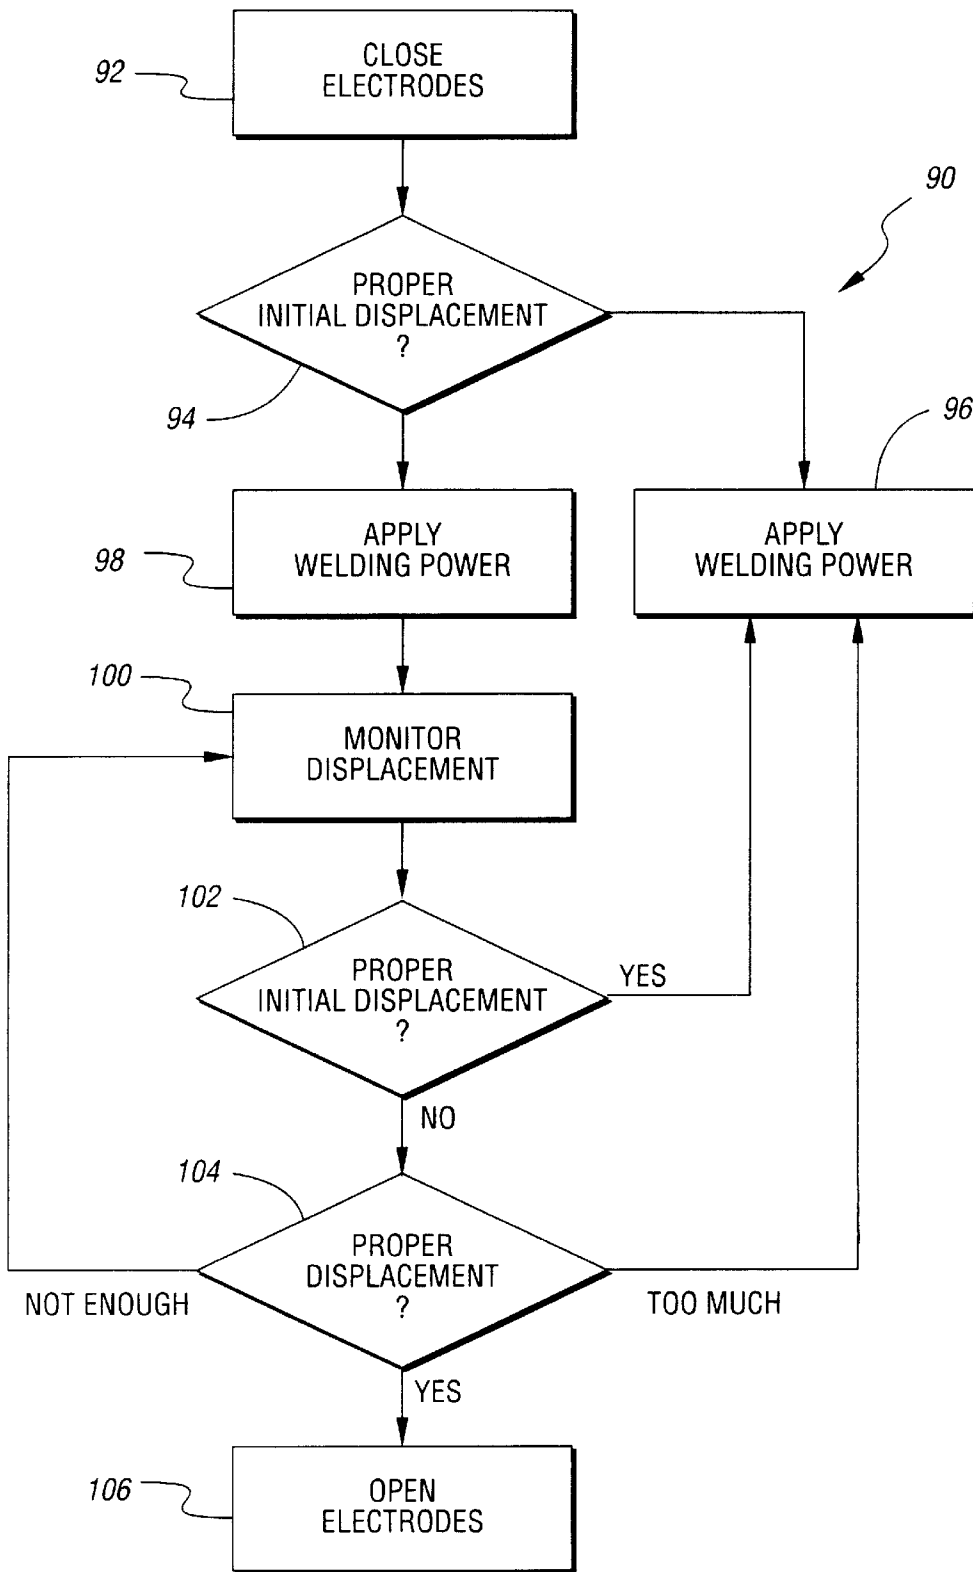 CLOSE
ELECTRODES
92
90
PROPER
INITIAL DISPLACEMENT
?
94
96
APPLY
WELDING POWER
98
APPLY
WELDING POWER
100
MONITOR
DISPLACEMENT
102
PROPER
INITIAL DISPLACEMENT
?
YES
NO
104
PROPER
DISPLACEMENT
?
NOT ENOUGH
TOO MUCH
YES
106
OPEN
ELECTRODES